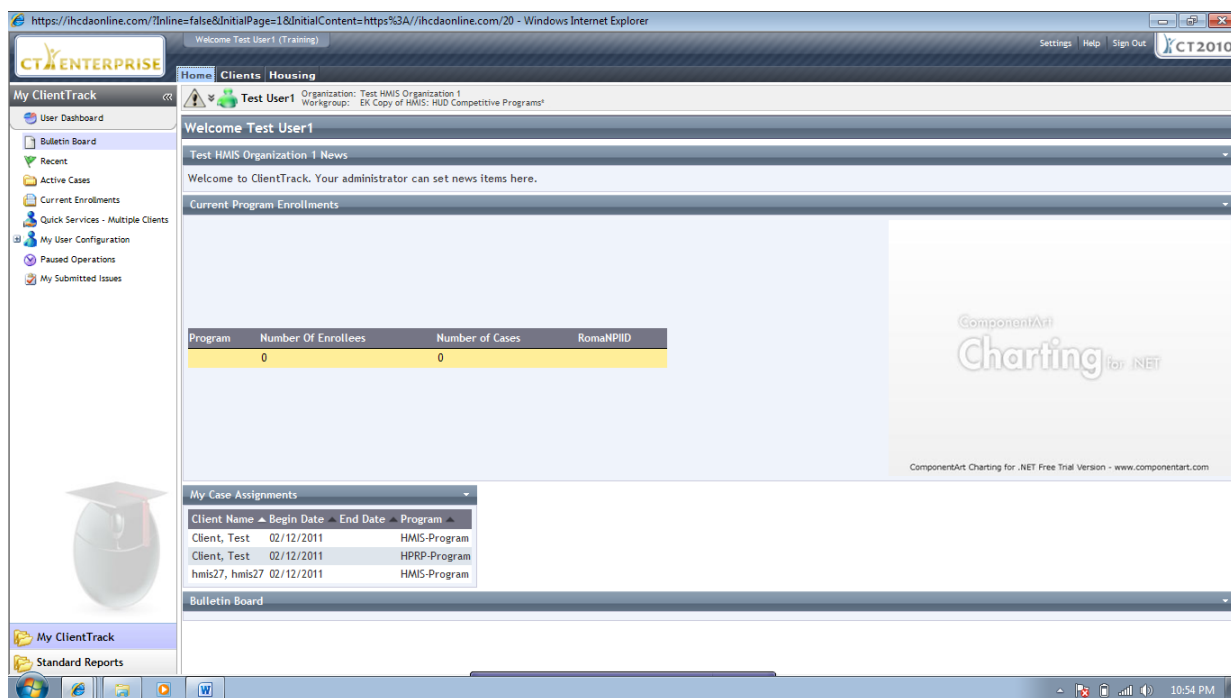 https://ihcdaonline.com/?Inline=false&InitialPage=1&InitialContent=https%3A//ihcdaonline.com/20 - Windows Internet Explorer
CT ENTERPRISE
Welcome Test User1 (Training)
Settings Help Sign Out
CT2010
Home Clients Housing
My ClientTrack
User Dashboard
Bulletin Board
Recent
Active Cases
Current Enrolments
Quick Services - Multiple Clients
My User Configuration
Paused Operations
My Submitted Issues
My ClientTrack
Standard Reports
Test User1
Organization: Test HMIS Organization 1
Workgroup: EK Copy of HMIS: HUD Competitive Programs*
Welcome Test User1
Test HMIS Organization 1 News
Welcome to ClientTrack. Your administrator can set news items here.
Current Program Enrollments
Program Number Of Enrollees Number of Cases RomaNPIID
0 0
ComponentArt
Charting for .NET
ComponentArt Charting for .NET Free Trial Version - www.componentart.com
My Case Assignments
Client Name Begin Date End Date Program
Client, Test 02/12/2011 HMIS-Program
Client, Test 02/12/2011 HPRP-Program
hmis27, hmis27 02/12/2011 HMIS-Program
Bulletin Board
10:54 PM